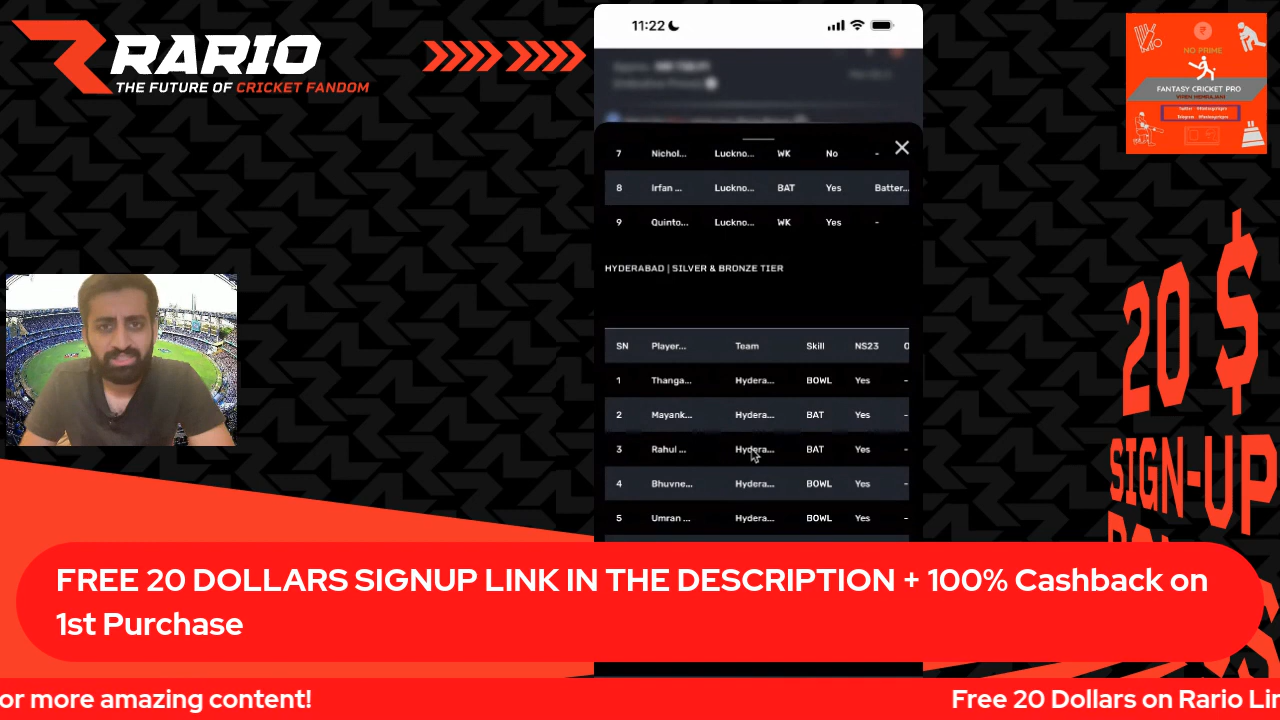 RARIO
THE FUTURE OF CRICKET FANDOM
11:22
NO PRIME
FANTASY CRICKET PRO
7 Nichol... Luckno... WK No -
8 Irfan ... Luckno... BAT Yes Batter...
9 Quinto... Luckno... WK Yes -
HYDERABAD | SILVER & BRONZE TIER
SN Player... Team Skill NS23
1 Thanga... Hydera... BOWL Yes -
2 Mayank... Hydera... BAT Yes -
3 Rahul ... Hydera... BAT Yes -
4 Bhuvne... Hydera... BOWL Yes -
5 Umran ... Hydera... BOWL Yes -
20 $
SIGN-UP
FREE 20 DOLLARS SIGNUP LINK IN THE DESCRIPTION + 100% Cashback on
1st Purchase
or more amazing content!
Free 20 Dollars on Rario Lin